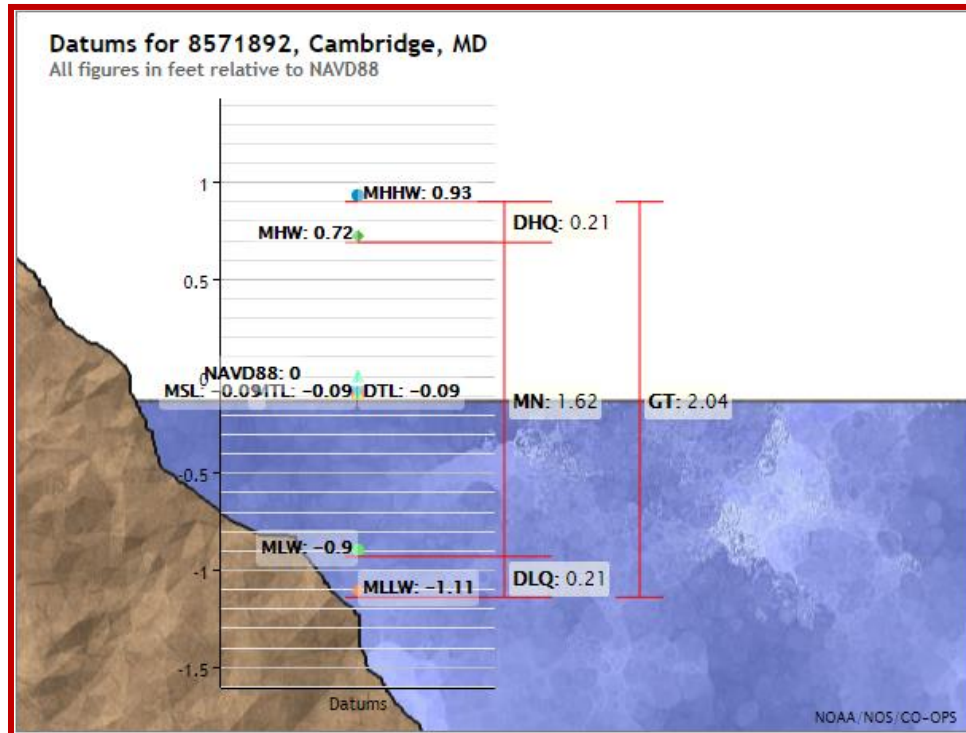 Datums for 8571892, Cambridge, MD
All figures in feet relative to NAVD88
1
MHHW: 0.93
DHQ: 0.21
MHW: 0.72
0.5
NAVD88: 0
0
MSL: -0.09
MTL: -0.09
DTL: -0.09
MN: 1.62
GT: 2.04
-0.5
MLW: -0.9
-1
MLLW: -1.11
DLQ: 0.21
-1.5
Datums
NOAA/NOS/CO-OPS